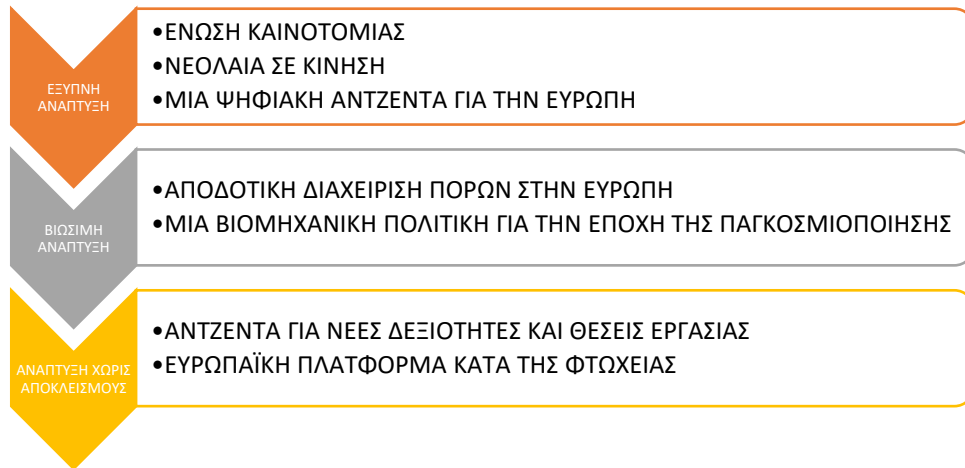 ΕΞΥΠΝΗ
ΑΝΑΠΤΥΞΗ
•ΕΝΩΣΗ ΚΑΙΝΟΤΟΜΙΑΣ
•ΝΕΟΛΑΙΑ ΣΕ ΚΙΝΗΣΗ
•ΜΙΑ ΨΗΦΙΑΚΗ ΑΝΤΖΕΝΤΑ ΓΙΑ ΤΗΝ ΕΥΡΩΠΗ
ΒΙΩΣΙΜΗ
ΑΝΑΠΤΥΞΗ
•ΑΠΟΔΟΤΙΚΗ ΔΙΑΧΕΙΡΙΣΗ ΠΟΡΩΝ ΣΤΗΝ ΕΥΡΩΠΗ
•ΜΙΑ ΒΙΟΜΗΧΑΝΙΚΗ ΠΟΛΙΤΙΚΗ ΓΙΑ ΤΗΝ ΕΠΟΧΗ ΤΗΣ ΠΑΓΚΟΣΜΙΟΠΟΙΗΣΗΣ
ΑΝΑΠΤΥΞΗ ΧΩΡΙΣ
ΑΠΟΚΛΕΙΣΜΟΥΣ
•ΑΝΤΖΕΝΤΑ ΓΙΑ ΝΕΕΣ ΔΕΞΙΟΤΗΤΕΣ ΚΑΙ ΘΕΣΕΙΣ ΕΡΓΑΣΙΑΣ
•ΕΥΡΩΠΑΪΚΗ ΠΛΑΤΦΟΡΜΑ ΚΑΤΑ ΤΗΣ ΦΤΩΧΕΙΑΣ